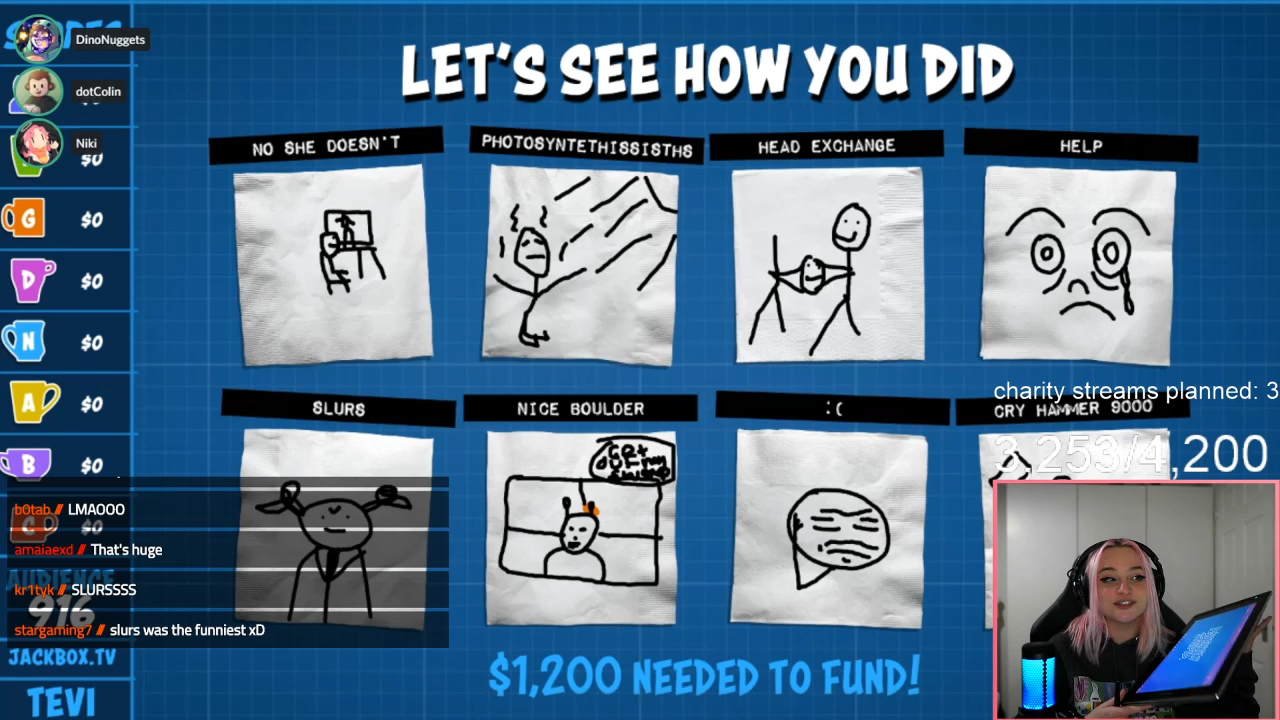 DinoNuggets
dotColin
Niki
LET'S SEE HOW YOU DID
NO SHE DOESN'T
PHOTOSYNTETHISSISTHS
HEAD EXCHANGE
HELP
$0
G $0
D $0
N $0
A $0
B $0
SLURS
NICE BOULDER
:(
CRY HAMMER 9000
charity streams planned: 3
3,253/4,200
b0tab // LMAOOO
amaiaexd // That's huge
kr1tyk // SLURSSSS
stargaming7 // slurs was the funniest xD
AUDIENCE
916
JACKBOX.TV
TEVI
$1,200 NEEDED TO FUND!